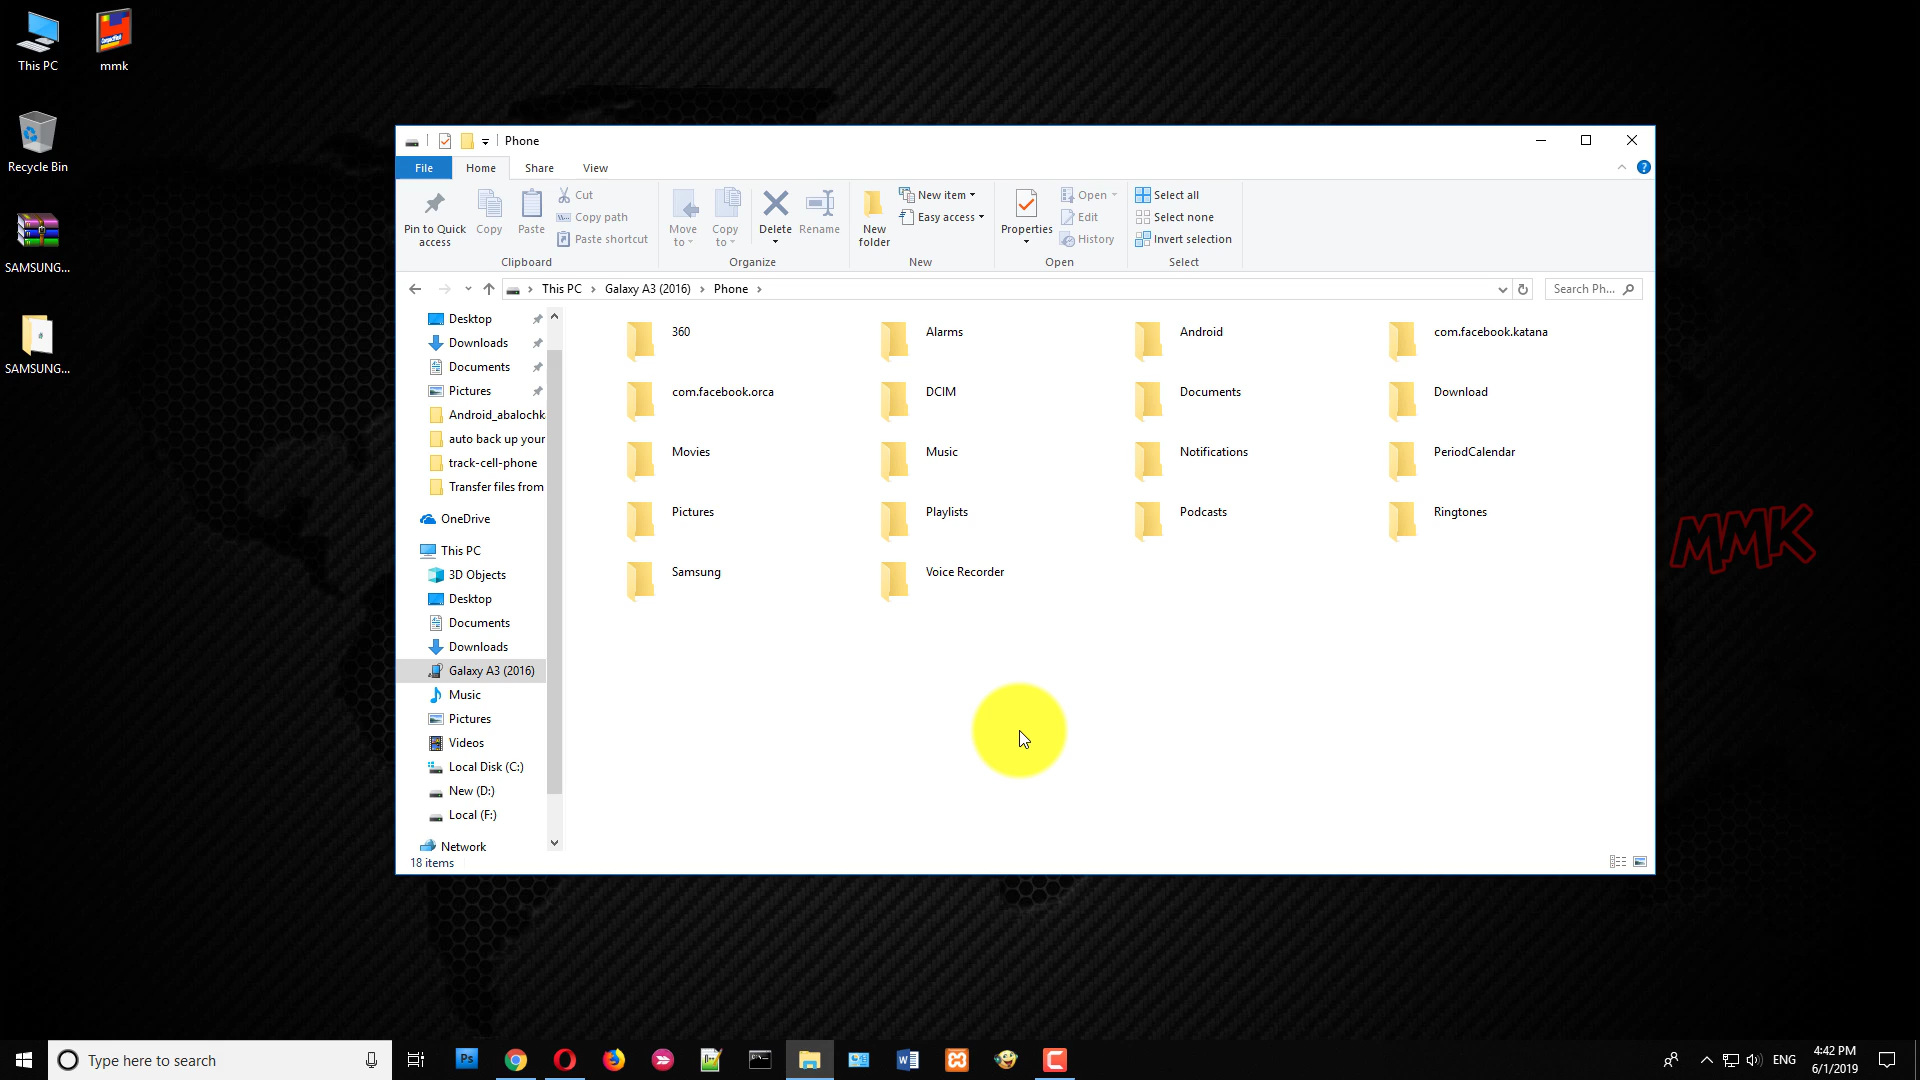 This PC
mmk
Recycle Bin
SAMSUNG...
SAMSUNG...
Phone
File Home Share View
Pin to Quick access
Copy
Paste
Cut
Copy path
Paste shortcut
Clipboard
Move to
Copy to
Delete
Rename
Organize
New folder
New item
Easy access
New
Properties
Open
Edit
History
Open
Select all
Select none
Invert selection
Select
This PC Galaxy A3 (2016) Phone
Search Ph...
Desktop
Downloads
Documents
Pictures
Android_abalochk
auto back up your
track-cell-phone
Transfer files from
OneDrive
This PC
3D Objects
Desktop
Documents
Downloads
Galaxy A3 (2016)
Music
Pictures
Videos
Local Disk (C:)
New (D:)
Local (F:)
Network
18 items
360 Alarms Android com.facebook.katana
com.facebook.orca DCIM Documents Download
Movies Music Notifications PeriodCalendar
Pictures Playlists Podcasts Ringtones
Samsung Voice Recorder
MMK
Type here to search
Ps
ENG
4:42 PM
6/1/2019